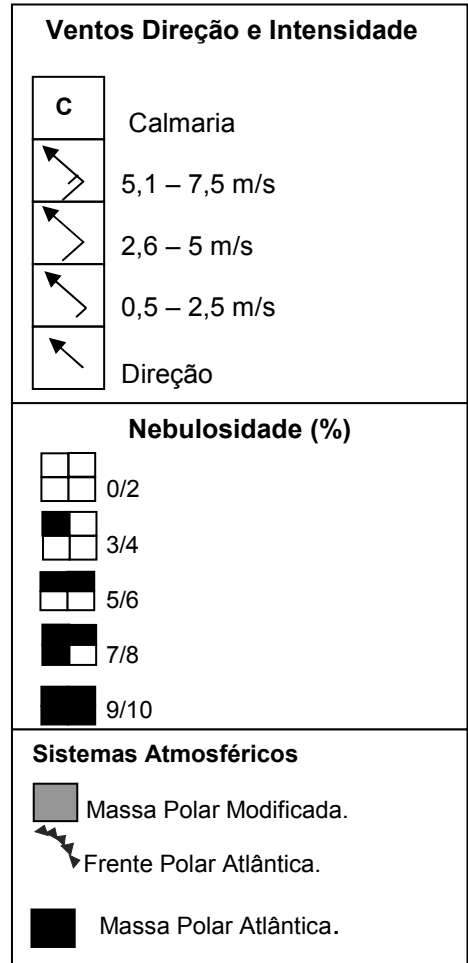 Ventos Direção e Intensidade
C Calmaria
5,1 – 7,5 m/s
2,6 – 5 m/s
0,5 – 2,5 m/s
Direção
Nebulosidade (%)
0/2
3/4
5/6
7/8
9/10
Sistemas Atmosféricos
Massa Polar Modificada.
Frente Polar Atlântica.
Massa Polar Atlântica.